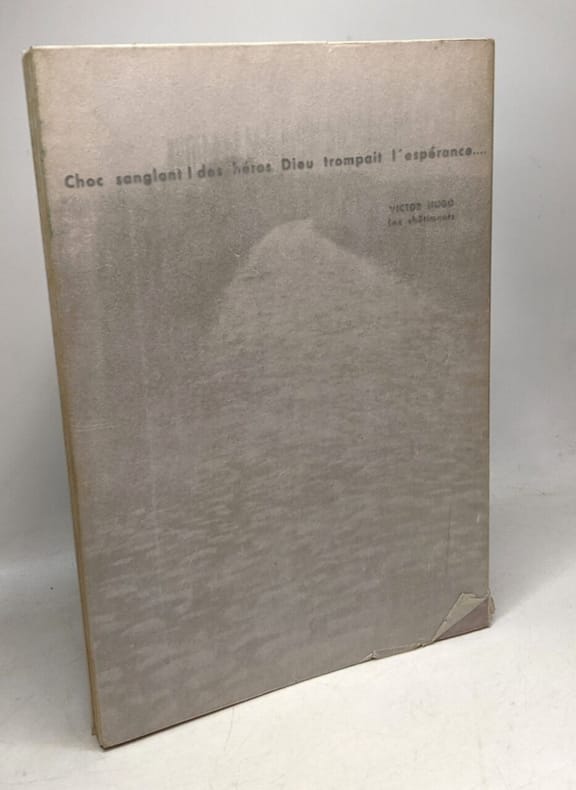 Choc sanglant ! des héros Dieu trompait l'espérance....
VICTOR HUGO
Les châtiments